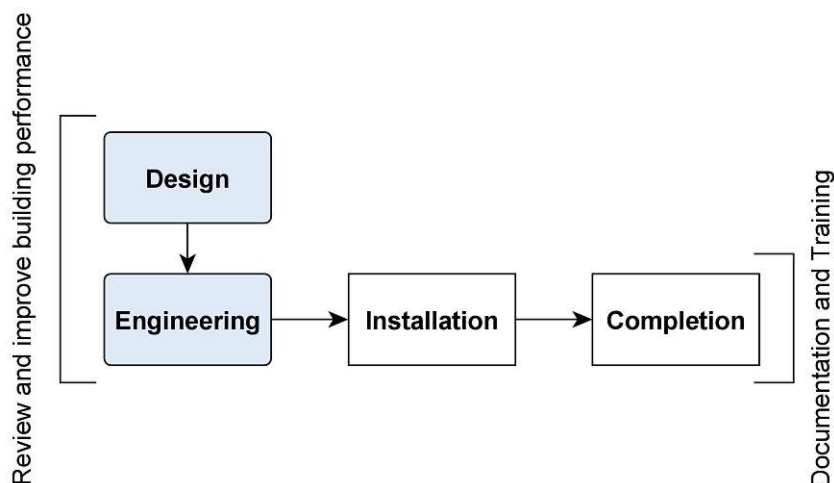 Review and improve building performance
Design
Engineering
Installation
Completion
Documentation and Training